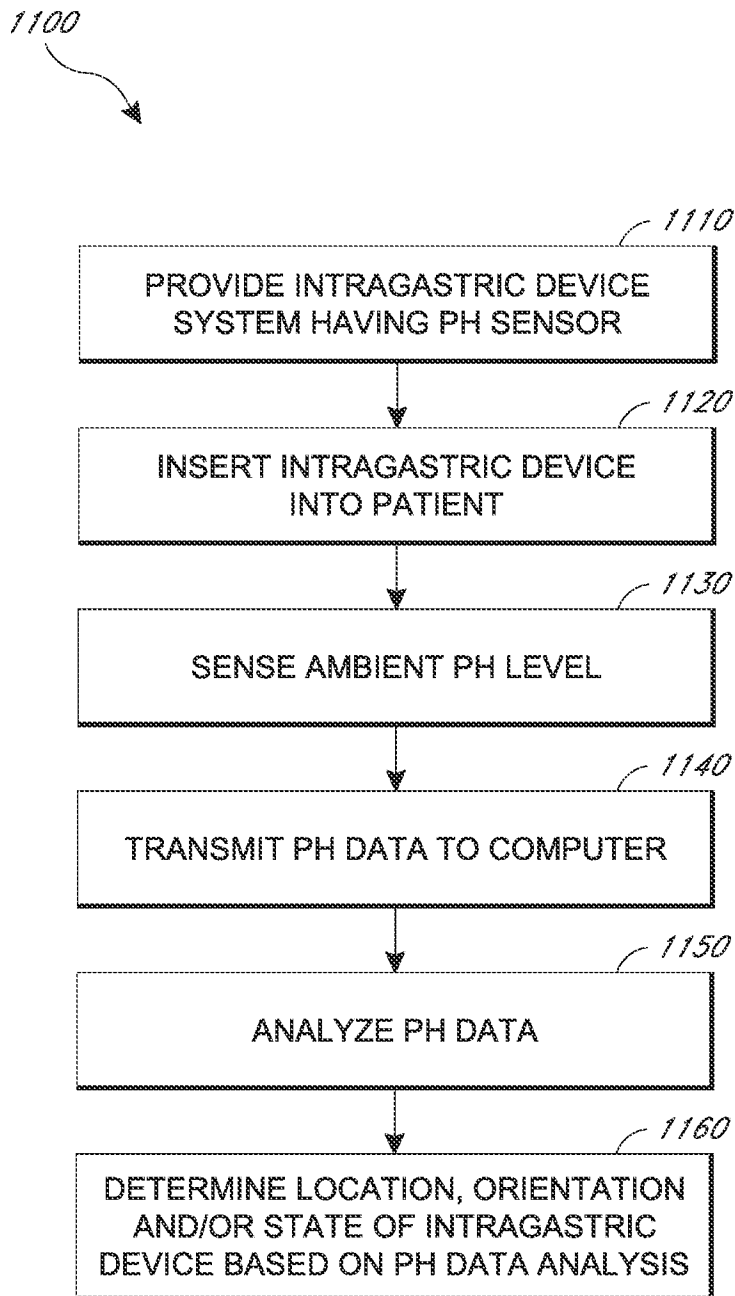 1100
1110
PROVIDE INTRAGASTRIC DEVICE
SYSTEM HAVING PH SENSOR
1120
INSERT INTRAGASTRIC DEVICE
INTO PATIENT
1130
SENSE AMBIENT PH LEVEL
1140
TRANSMIT PH DATA TO COMPUTER
1150
ANALYZE PH DATA
1160
DETERMINE LOCATION, ORIENTATION
AND/OR STATE OF INTRAGASTRIC
DEVICE BASED ON PH DATA ANALYSIS